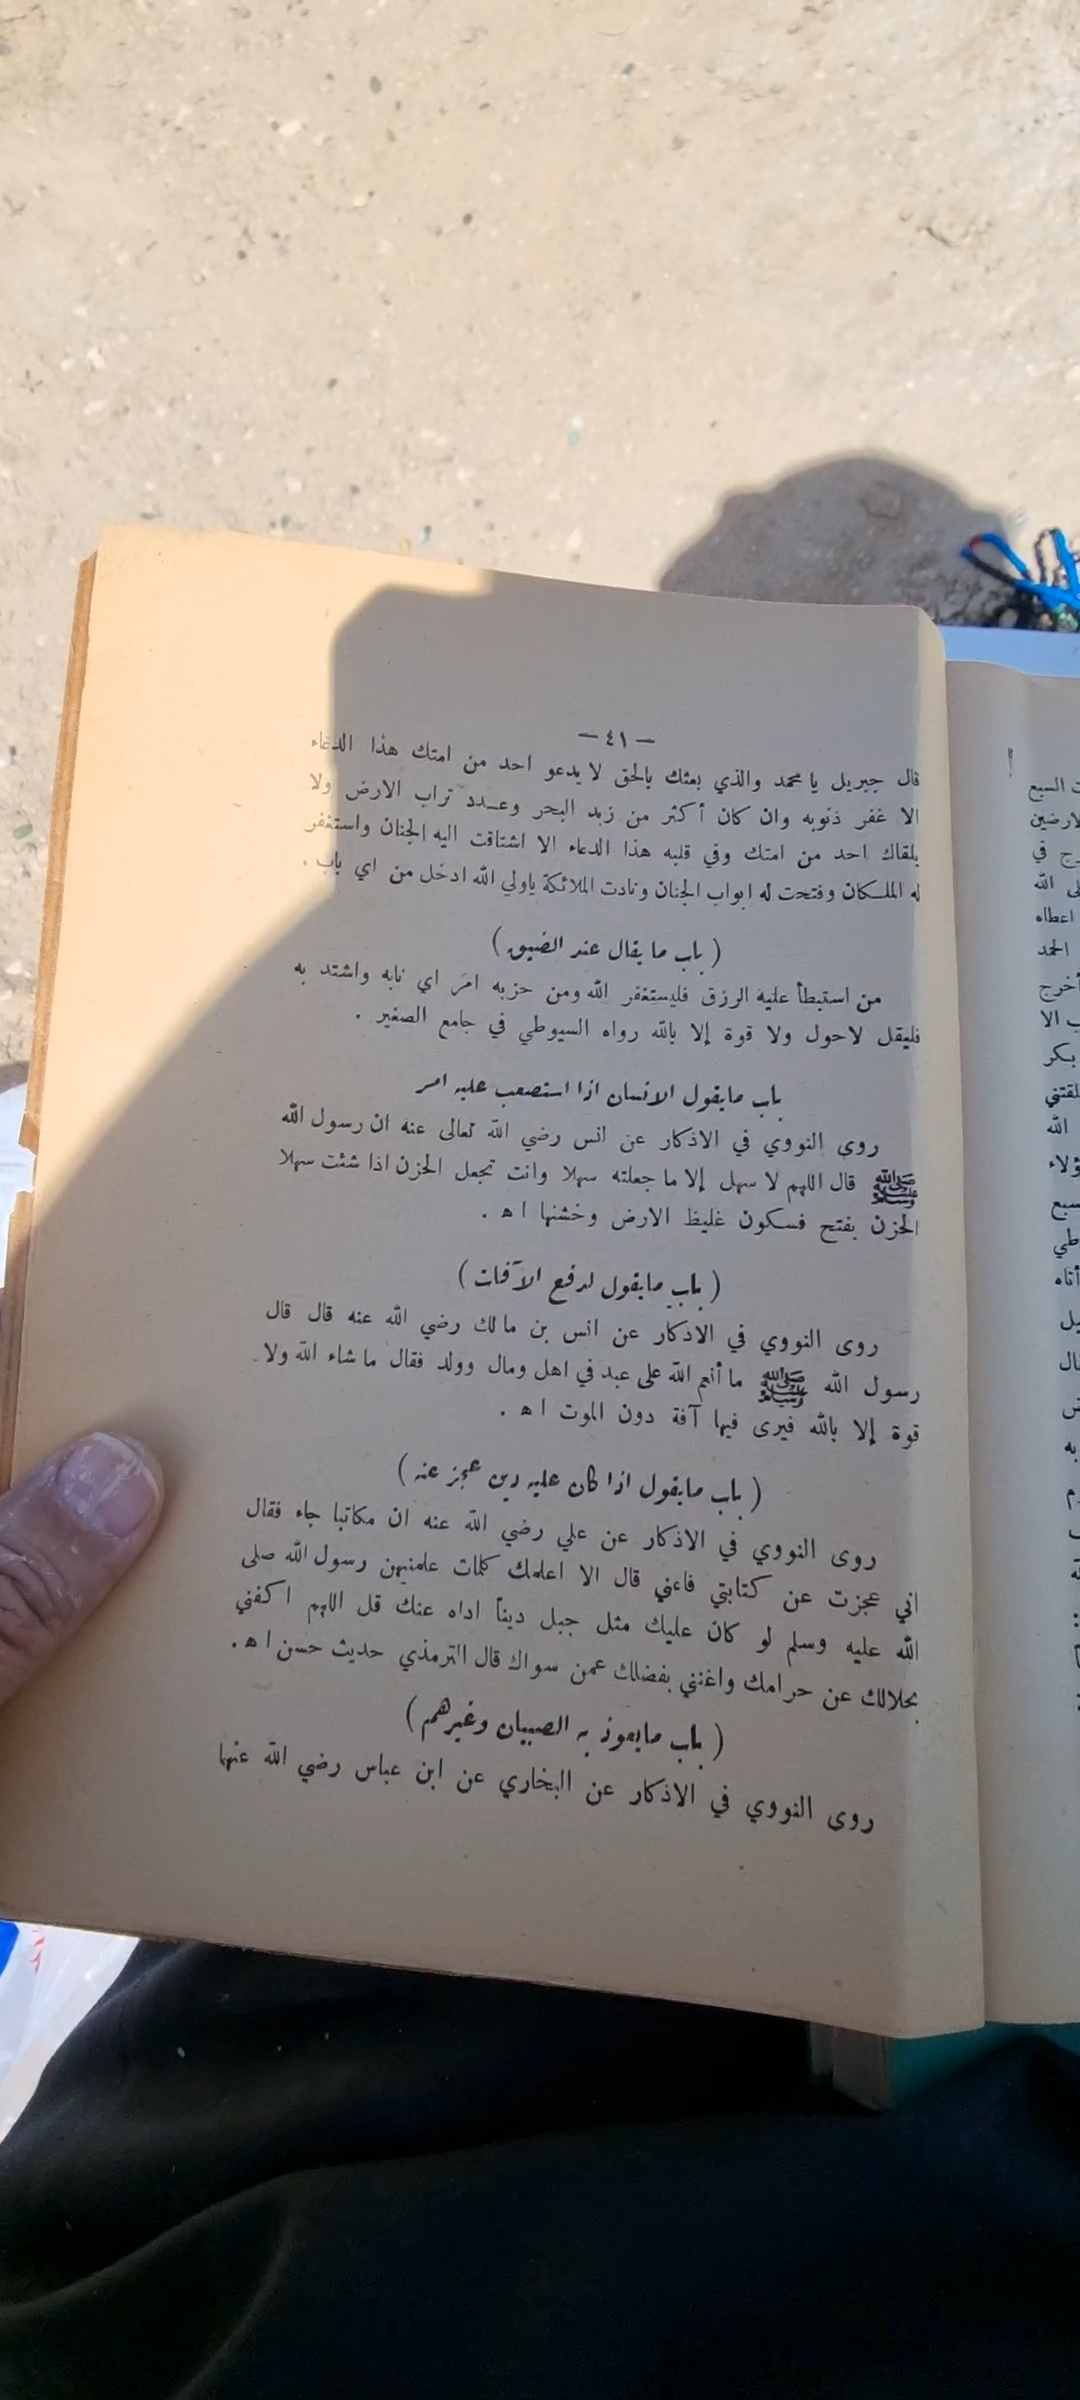 — ٤١ —
قال جبريل يا محمد والذي بعثك بالحق لا يدعو احد من امتك هذا الدعاء
الا غفر ذنوبه وان كان أكثر من زبد البحر وعدد تراب الارض ولا
يلقاك احد من امتك وفي قلبه هذا الدعاء الا اشتاقت اليه الجنان واستغفر
له الملكان وفتحت له ابواب الجنان ونادت الملائكة ياولي الله ادخل من اي باب .
( باب ما يقال عند الضيق )
من استبطأ عليه الرزق فليستغفر الله ومن حزبه امر اي نابه واشتد به
فليقل لاحول ولا قوة إلا بالله رواه السيوطي في جامع الصغير .
باب مايقول الانسان اذا استصعب عليه امر
روى النووي في الاذكار عن انس رضي الله تعالى عنه ان رسول الله
ﷺ قال اللهم لا سهل إلا ما جعلته سهلا وانت تجعل الحزن اذا شئت سهلا
الحزن بفتح فسكون غليظ الارض وخشنها ا ه .
( باب مايقول لدفع الآفات )
روى النووي في الاذكار عن انس بن مالك رضي الله عنه قال قال
رسول الله ﷺ ما أنعم الله على عبد في اهل ومال وولد فقال ما شاء الله ولا
قوة إلا بالله فيرى فيها آفة دون الموت ا ه .
( باب مايقول اذا كان عليه دين عجز عنه )
روى النووي في الاذكار عن علي رضي الله عنه ان مكاتبا جاء فقال
اني عجزت عن كتابتي فاعني قال الا اعلمك كلمات علمنيهن رسول الله صلى
الله عليه وسلم لو كان عليك مثل جبل ديناً اداه عنك قل اللهم اكفني
بحلالك عن حرامك واغنني بفضلك عمن سواك قال الترمذي حديث حسن ا ه .
( باب مايعوذ به الصبيان وغيرهم )
روى النووي في الاذكار عن البخاري عن ابن عباس رضي الله عنهما
ت السبع
لارضين
الله
اعطاه
الحمد
أخرج
ب الا
بكر
الله